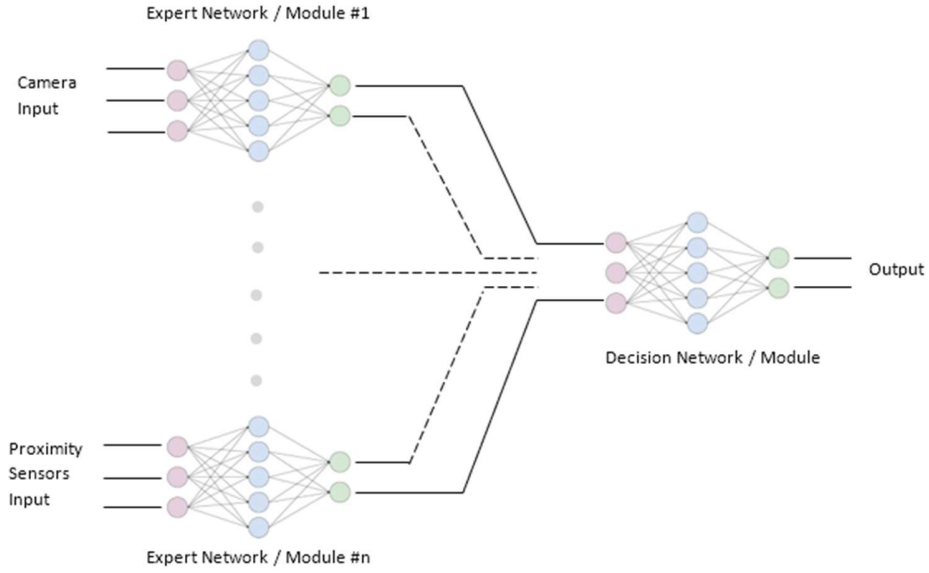 Expert Network / Module #1
Camera
Input
Output
Decision Network / Module
Proximity
Sensors
Input
Expert Network / Module #n